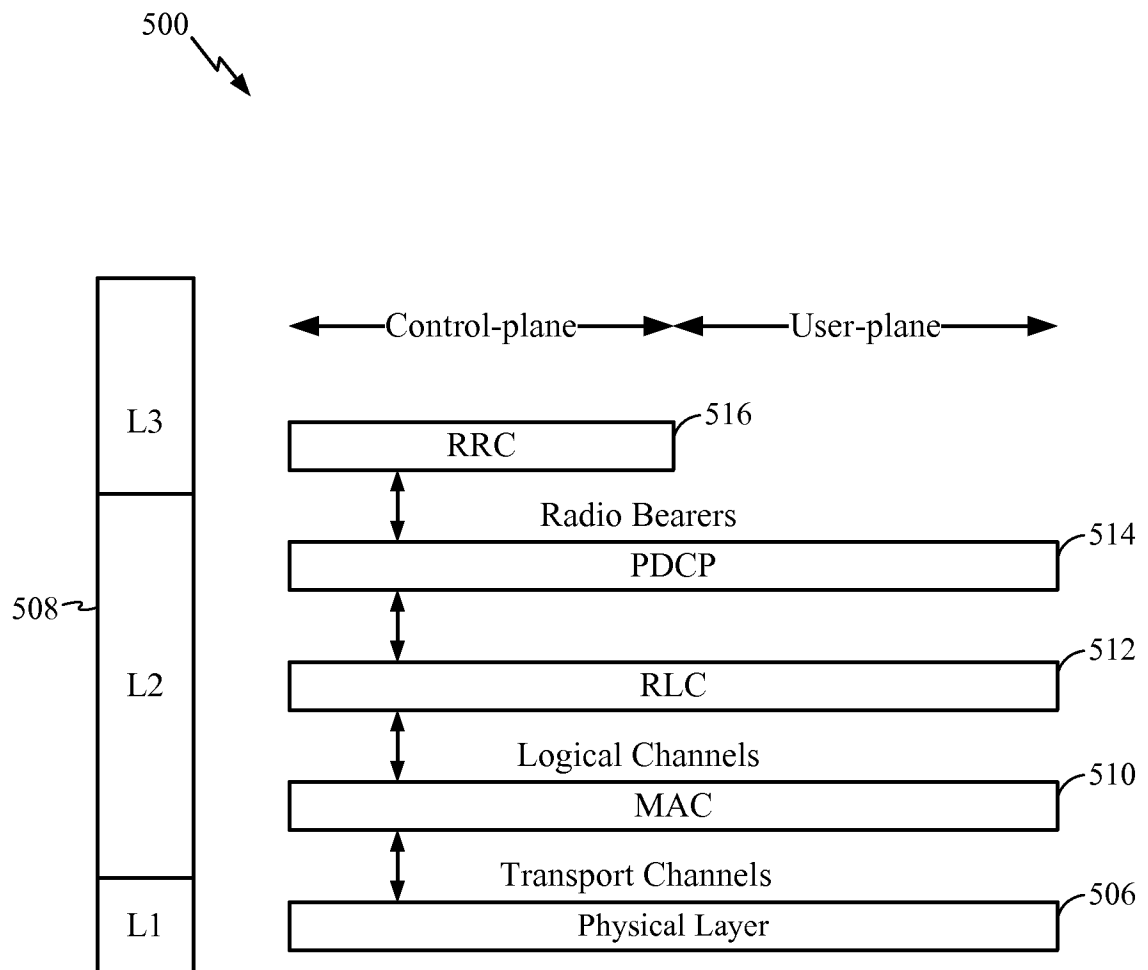 500
Control-plane User-plane
L3
RRC
516
Radio Bearers
PDCP
514
508
L2
RLC
512
Logical Channels
MAC
510
Transport Channels
Physical Layer
506
L1